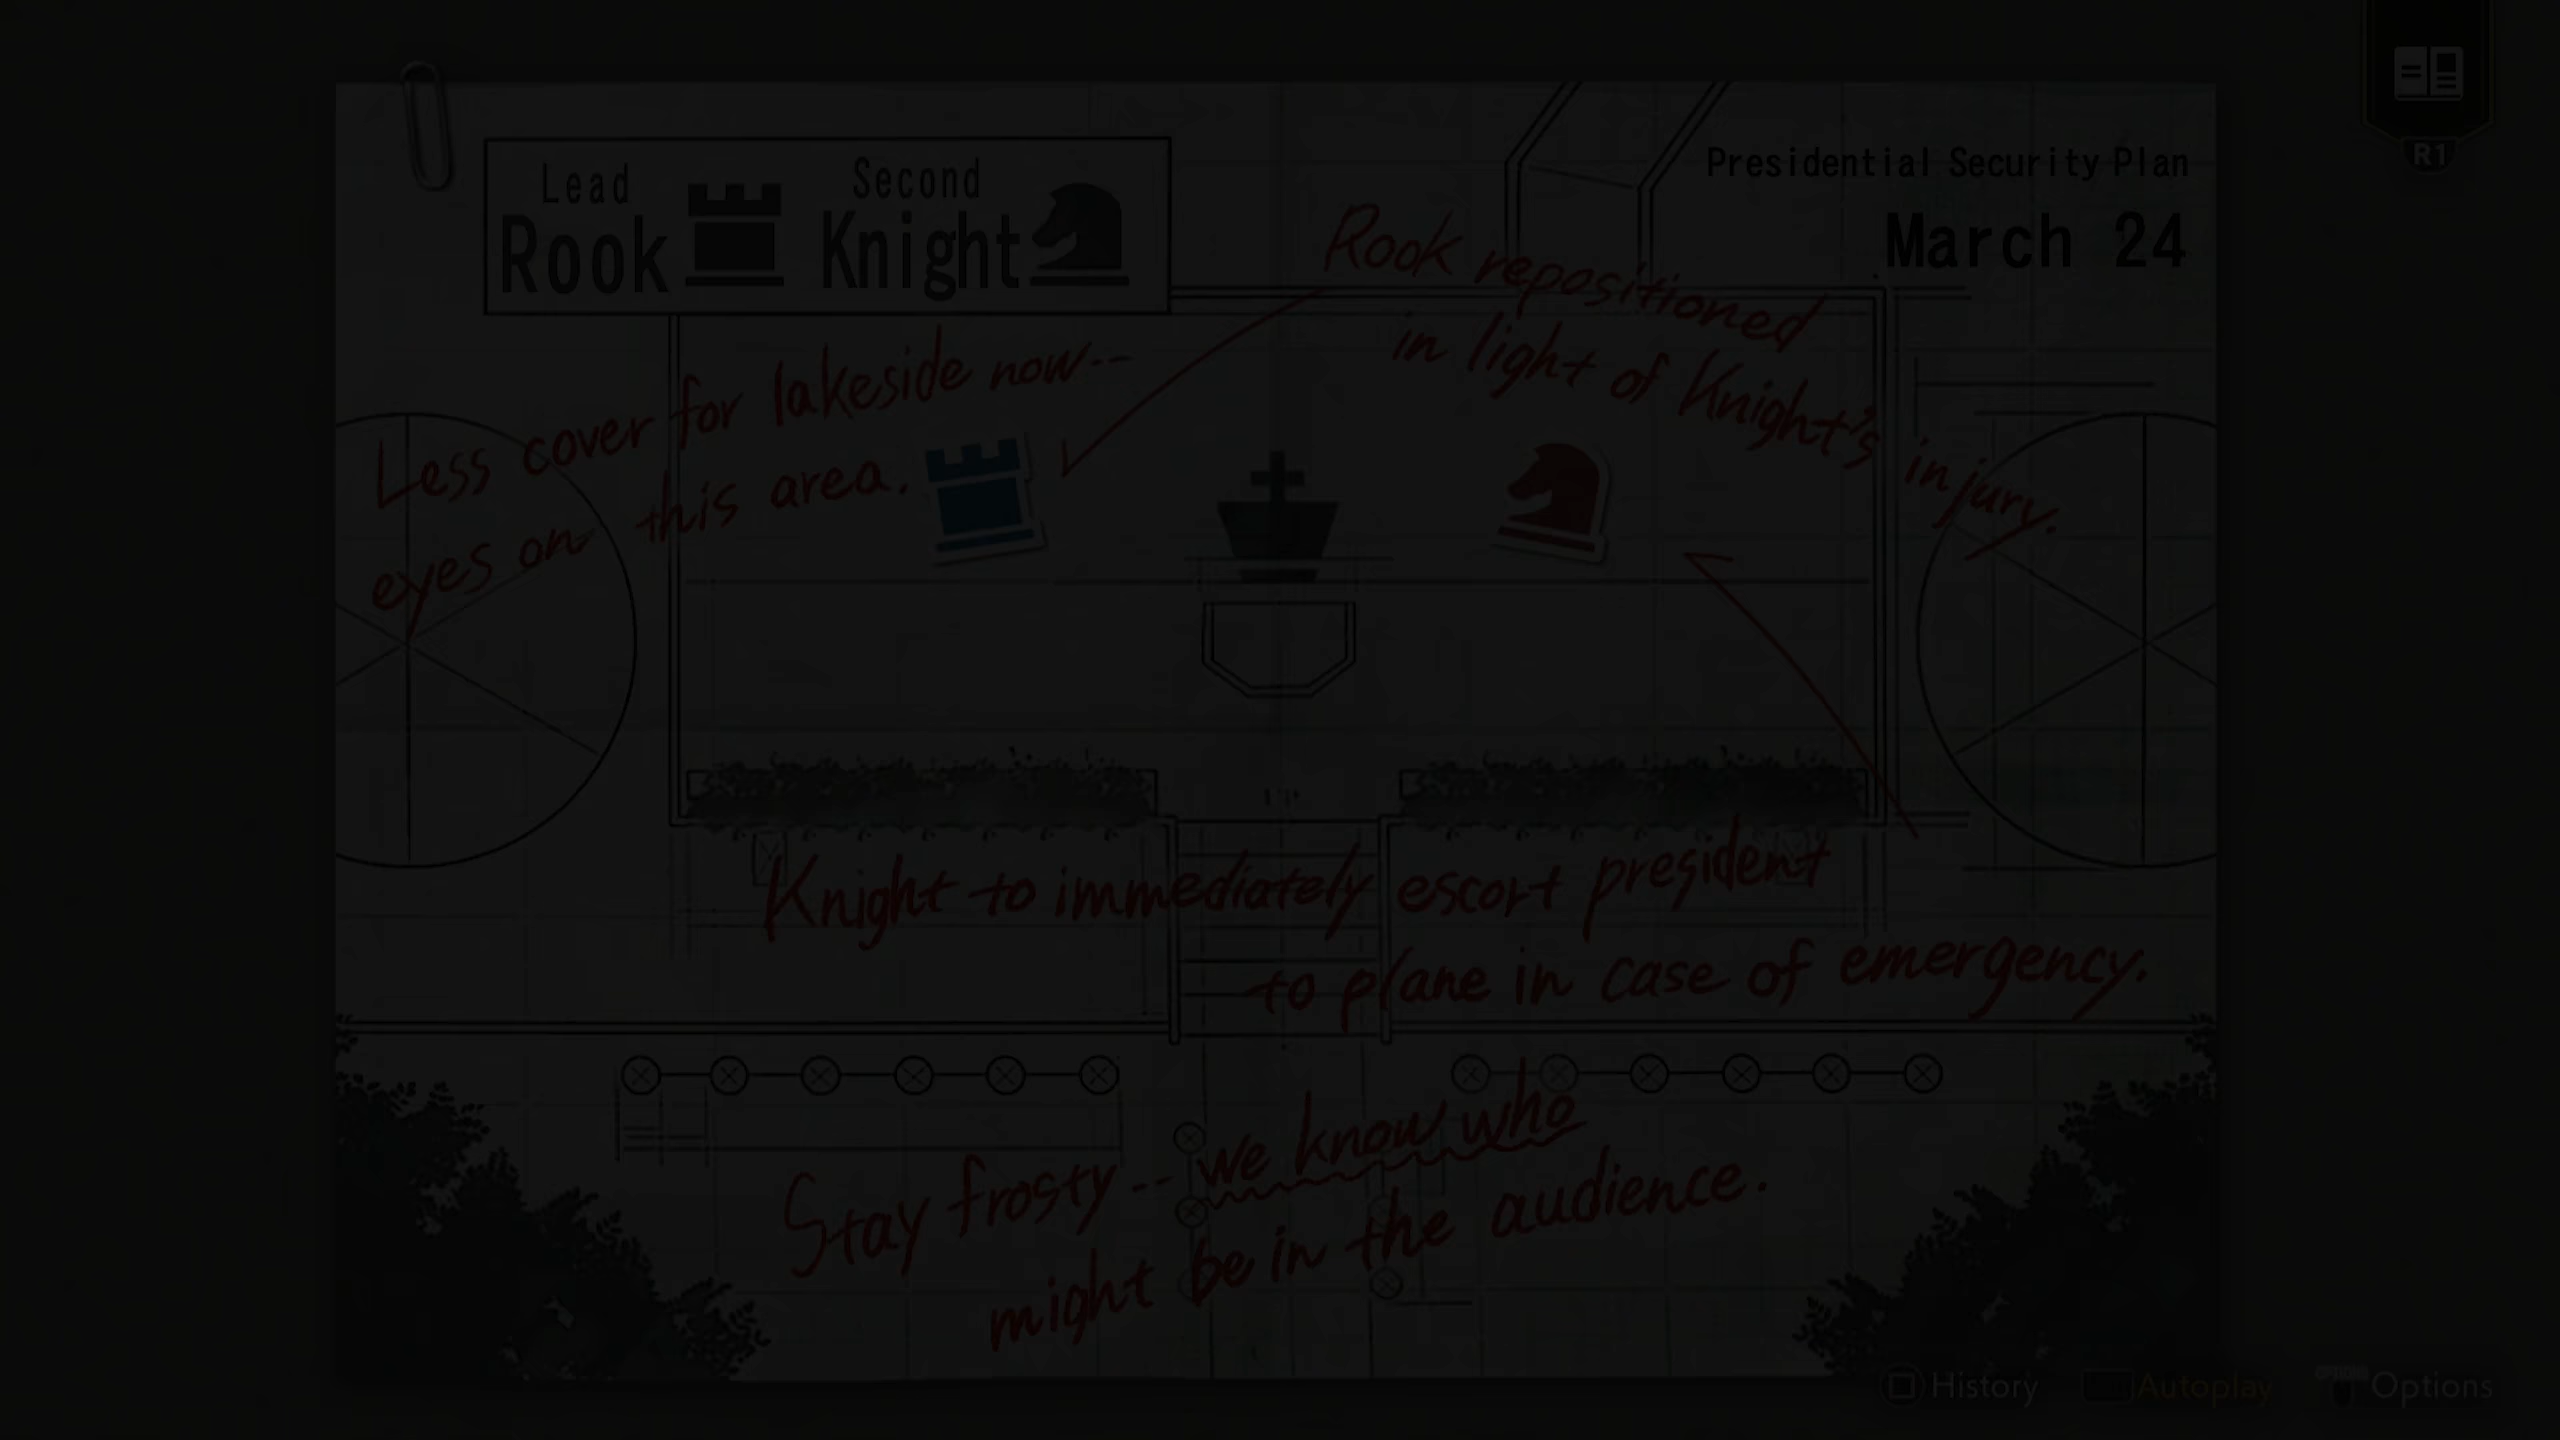 Lead
Rook
Second
Knight
Presidential Security Plan
March 24
R1
Rook repositioned
in light of Knight's injury.
Less cover for lakeside now--
eyes on this area.
Knight to immediately escort president
to plane in case of emergency.
Stay frosty-- we know who
might be in the audience.
History
Autoplay
Options